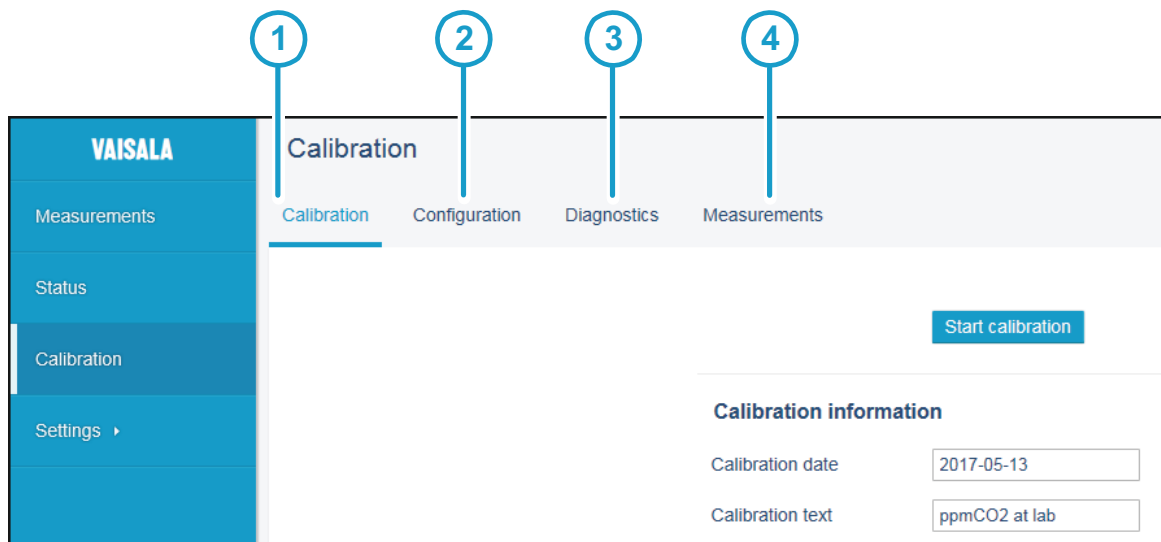 1 2 3 4
VAISALA
Calibration
Measurements
Calibration Configuration Diagnostics Measurements
Status
Start calibration
Calibration
Calibration information
Settings
Calibration date 2017-05-13
Calibration text ppmCO2 at lab